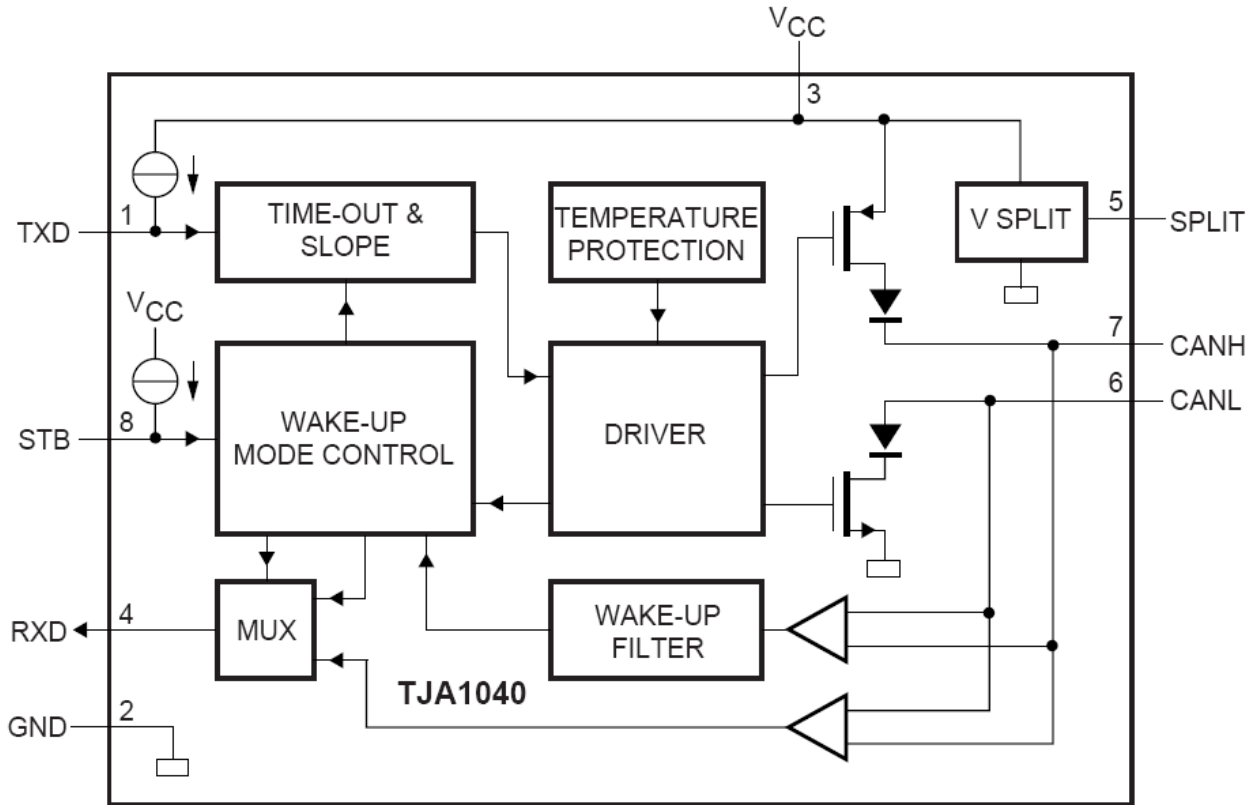 VCC
3
TXD
1
TIME-OUT &
SLOPE
TEMPERATURE
PROTECTION
V SPLIT
5
SPLIT
VCC
7
CANH
6
CANL
STB
8
WAKE-UP
MODE CONTROL
DRIVER
RXD
4
MUX
WAKE-UP
FILTER
TJA1040
GND
2